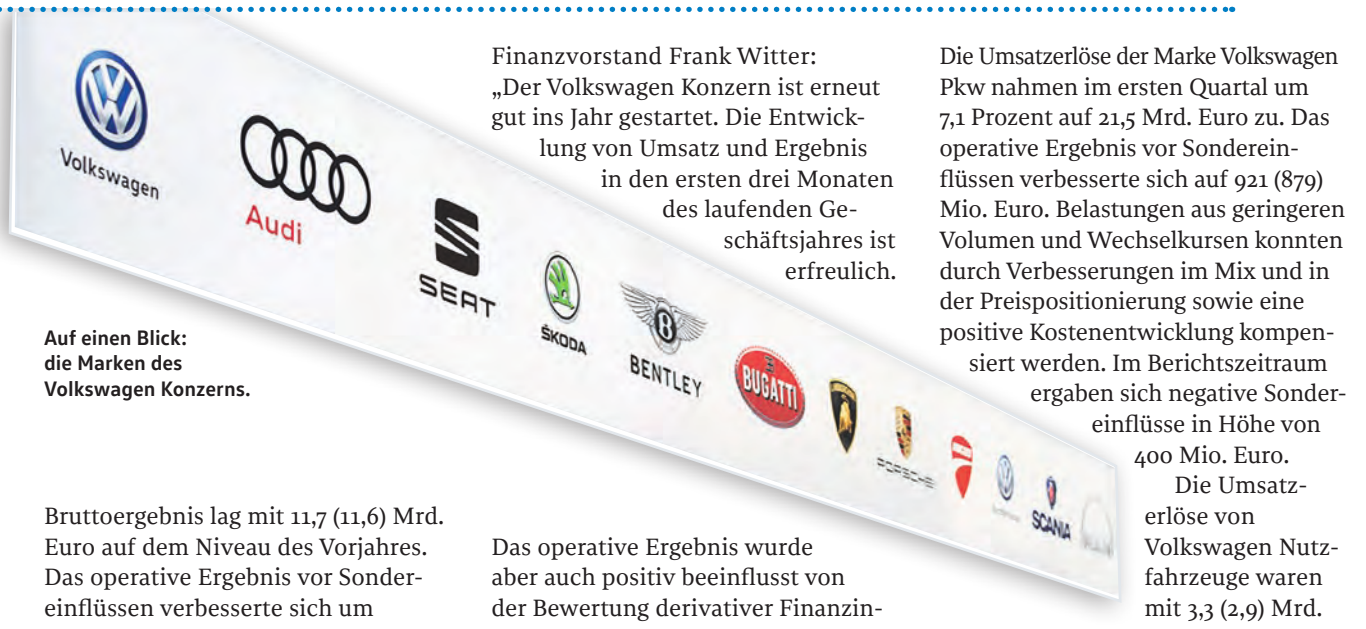 Volkswagen
Audi
SEAT
ŠKODA
BENTLEY
BUGATTI
PORSCHE
SCANIA
Auf einen Blick:
die Marken des
Volkswagen Konzerns.
Bruttoergebnis lag mit 11,7 (11,6) Mrd.
Euro auf dem Niveau des Vorjahres.
Das operative Ergebnis vor Sonder-
einflüssen verbesserte sich um
Finanzvorstand Frank Witter:
„Der Volkswagen Konzern ist erneut
gut ins Jahr gestartet. Die Entwick-
lung von Umsatz und Ergebnis
in den ersten drei Monaten
des laufenden Ge-
schäftsjahres ist
erfreulich.
Das operative Ergebnis wurde
aber auch positiv beeinflusst von
der Bewertung derivativer Finanzin-
Die Umsatzerlöse der Marke Volkswagen
Pkw nahmen im ersten Quartal um
7,1 Prozent auf 21,5 Mrd. Euro zu. Das
operative Ergebnis vor Sonderein-
flüssen verbesserte sich auf 921 (879)
Mio. Euro. Belastungen aus geringeren
Volumen und Wechselkursen konnten
durch Verbesserungen im Mix und in
der Preispositionierung sowie eine
positive Kostenentwicklung kompen-
siert werden. Im Berichtszeitraum
ergaben sich negative Sonder-
einflüsse in Höhe von
400 Mio. Euro.
Die Umsatz-
erlöse von
Volkswagen Nutz-
fahrzeuge waren
mit 3,3 (2,9) Mrd.